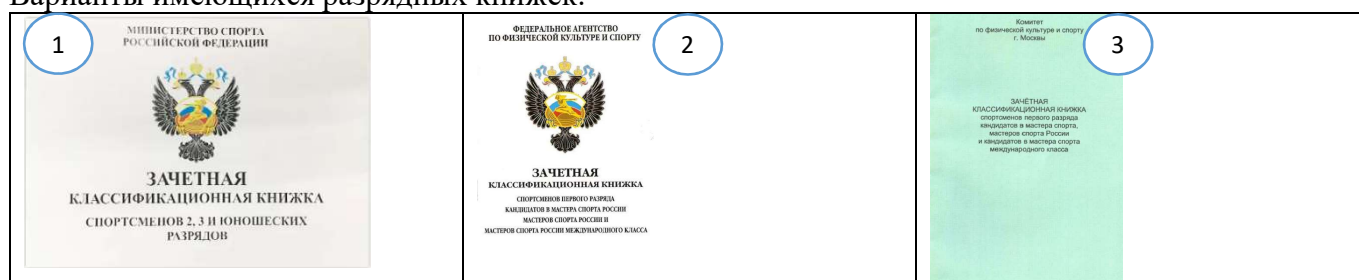 Варианты имеющихся разрядных книжек:
1
МИНИСТЕРСТВО СПОРТА
РОССИЙСКОЙ ФЕДЕРАЦИИ
ЗАЧЕТНАЯ
КЛАССИФИКАЦИОННАЯ КНИЖКА
СПОРТСМЕНОВ 2, 3 И ЮНОШЕСКИХ
РАЗРЯДОВ
2
ФЕДЕРАЛЬНОЕ АГЕНТСТВО
ПО ФИЗИЧЕСКОЙ КУЛЬТУРЕ И СПОРТУ
ЗАЧЕТНАЯ
КЛАССИФИКАЦИОННАЯ КНИЖКА
СПОРТСМЕНОВ ПЕРВОГО РАЗРЯДА
КАНДИДАТОВ В МАСТЕРА СПОРТА РОССИИ
МАСТЕРОВ СПОРТА РОССИИ И
МАСТЕРОВ СПОРТА РОССИИ МЕЖДУНАРОДНОГО КЛАССА
3
Комитет
по физической культуре и спорту
г. Москвы
ЗАЧЁТНАЯ
КЛАССИФИКАЦИОННАЯ КНИЖКА
спортсменов первого разряда
кандидатов в мастера спорта,
мастеров спорта России
и кандидатов в мастера спорта
международного класса